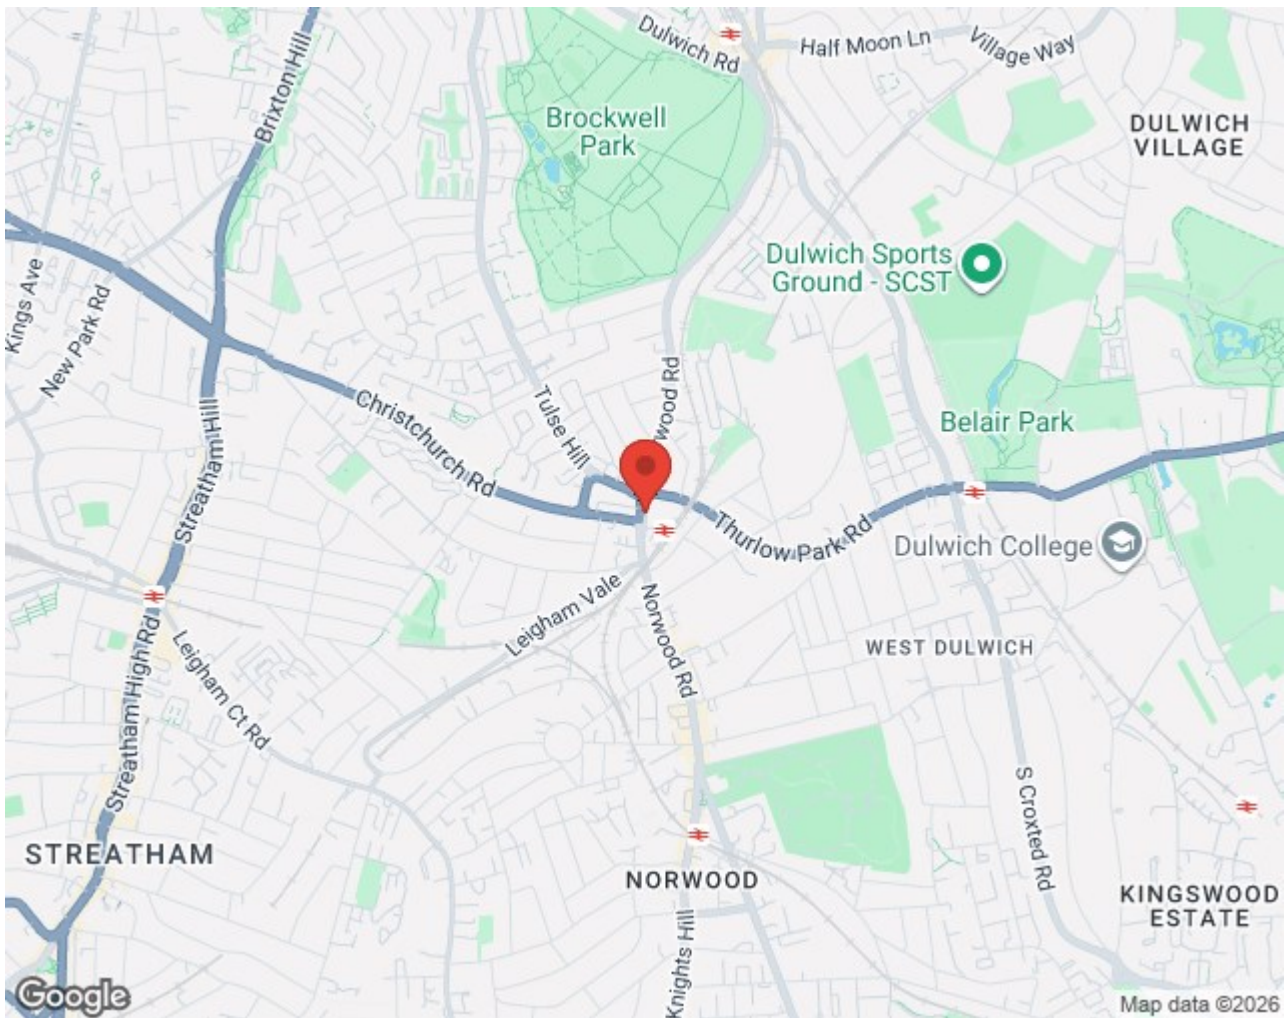 Dulwich Rd
Half Moon Ln
Village Way
Brixton Hill
Brockwell
Park
DULWICH
VILLAGE
Dulwich Sports
Ground - SCST
Kings Ave
New Park Rd
Christchurch Rd
Tulse Hill
wood Rd
Streatham Hill
Belair Park
Thurlow Park Rd
Dulwich College
Leigham Vale
Norwood Rd
WEST DULWICH
Streatham High Rd
Leigham Ct Rd
S Croxted Rd
STREATHAM
NORWOOD
KINGSWOOD
ESTATE
Knights Hill
Google
Map data ©2026